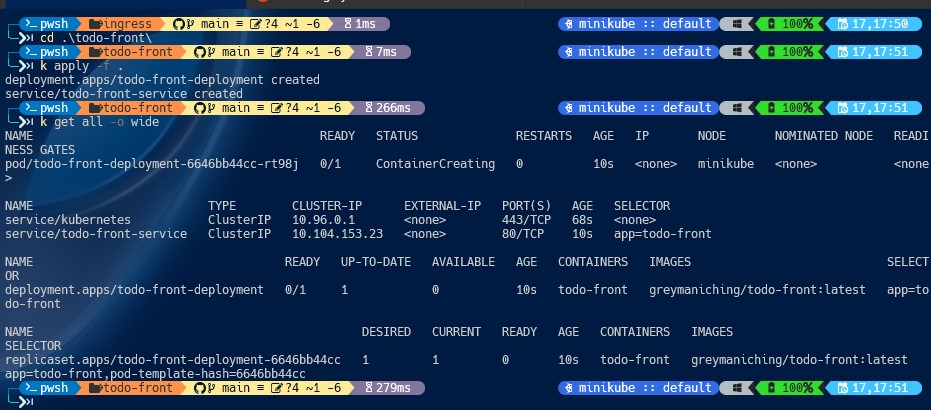 pwsh ingress main ≡ ?4 ~1 -6 1ms minikube :: default 100% 17,17:50
cd .\todo-front\
pwsh todo-front main ≡ ?4 ~1 -6 7ms minikube :: default 100% 17,17:51
k apply -f .
deployment.apps/todo-front-deployment created
service/todo-front-service created
pwsh todo-front main ≡ ?4 ~1 -6 266ms minikube :: default 100% 17,17:51
k get all -o wide
NAME READY STATUS RESTARTS AGE IP NODE NOMINATED NODE READI
NESS GATES
pod/todo-front-deployment-6646bb44cc-rt98j 0/1 ContainerCreating 0 10s <none> minikube <none> <none
>
NAME TYPE CLUSTER-IP EXTERNAL-IP PORT(S) AGE SELECTOR
service/kubernetes ClusterIP 10.96.0.1 <none> 443/TCP 68s <none>
service/todo-front-service ClusterIP 10.104.153.23 <none> 80/TCP 10s app=todo-front
NAME READY UP-TO-DATE AVAILABLE AGE CONTAINERS IMAGES SELECT
OR
deployment.apps/todo-front-deployment 0/1 1 0 10s todo-front greymaniching/todo-front:latest app=to
do-front
NAME DESIRED CURRENT READY AGE CONTAINERS IMAGES
SELECTOR
replicaset.apps/todo-front-deployment-6646bb44cc 1 1 0 10s todo-front greymaniching/todo-front:latest
app=todo-front,pod-template-hash=6646bb44cc
pwsh todo-front main ≡ ?4 ~1 -6 279ms minikube :: default 100% 17,17:51